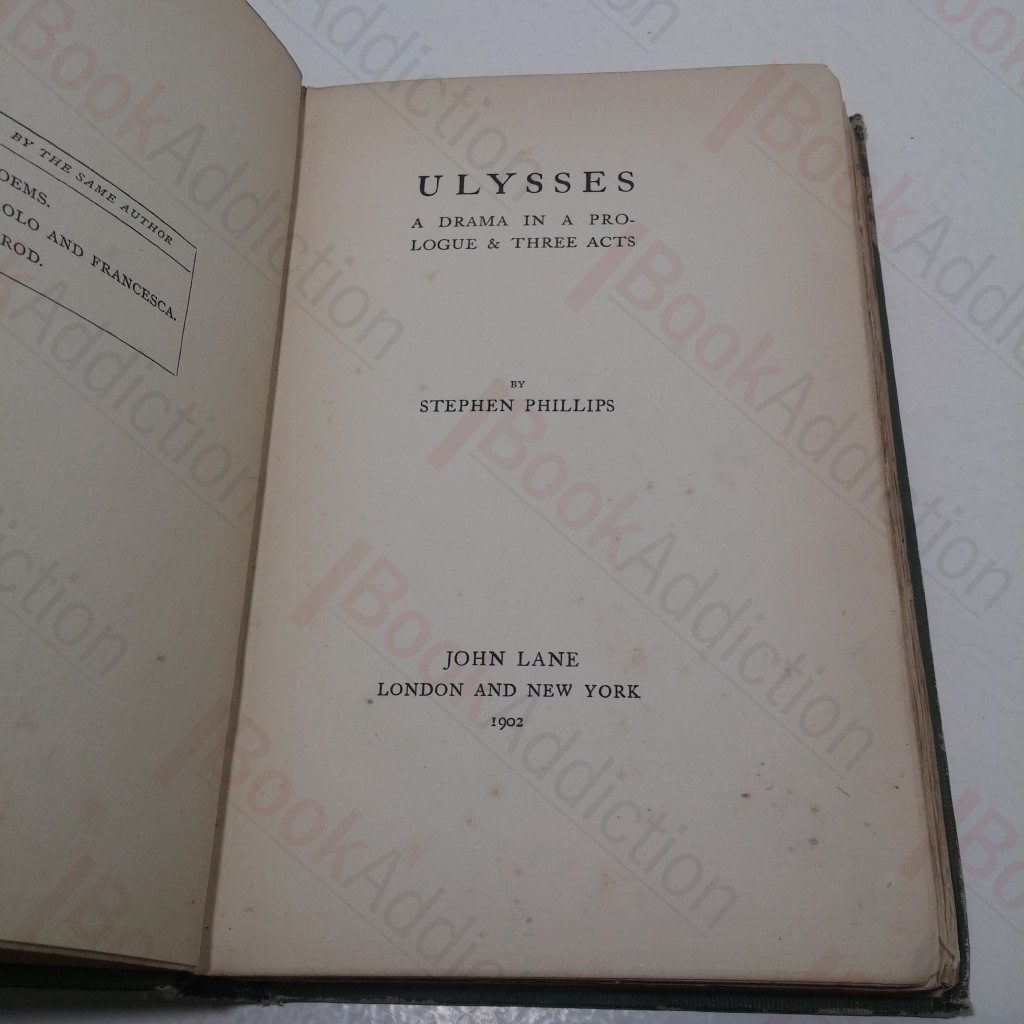 BY THE SAME AUTHOR
OEMS.
OLO AND FRANCESCA.
ROD.
ULYSSES
A DRAMA IN A PRO-
LOGUE & THREE ACTS
BY
STEPHEN PHILLIPS
JOHN LANE
LONDON AND NEW YORK
1902
BookAddiction